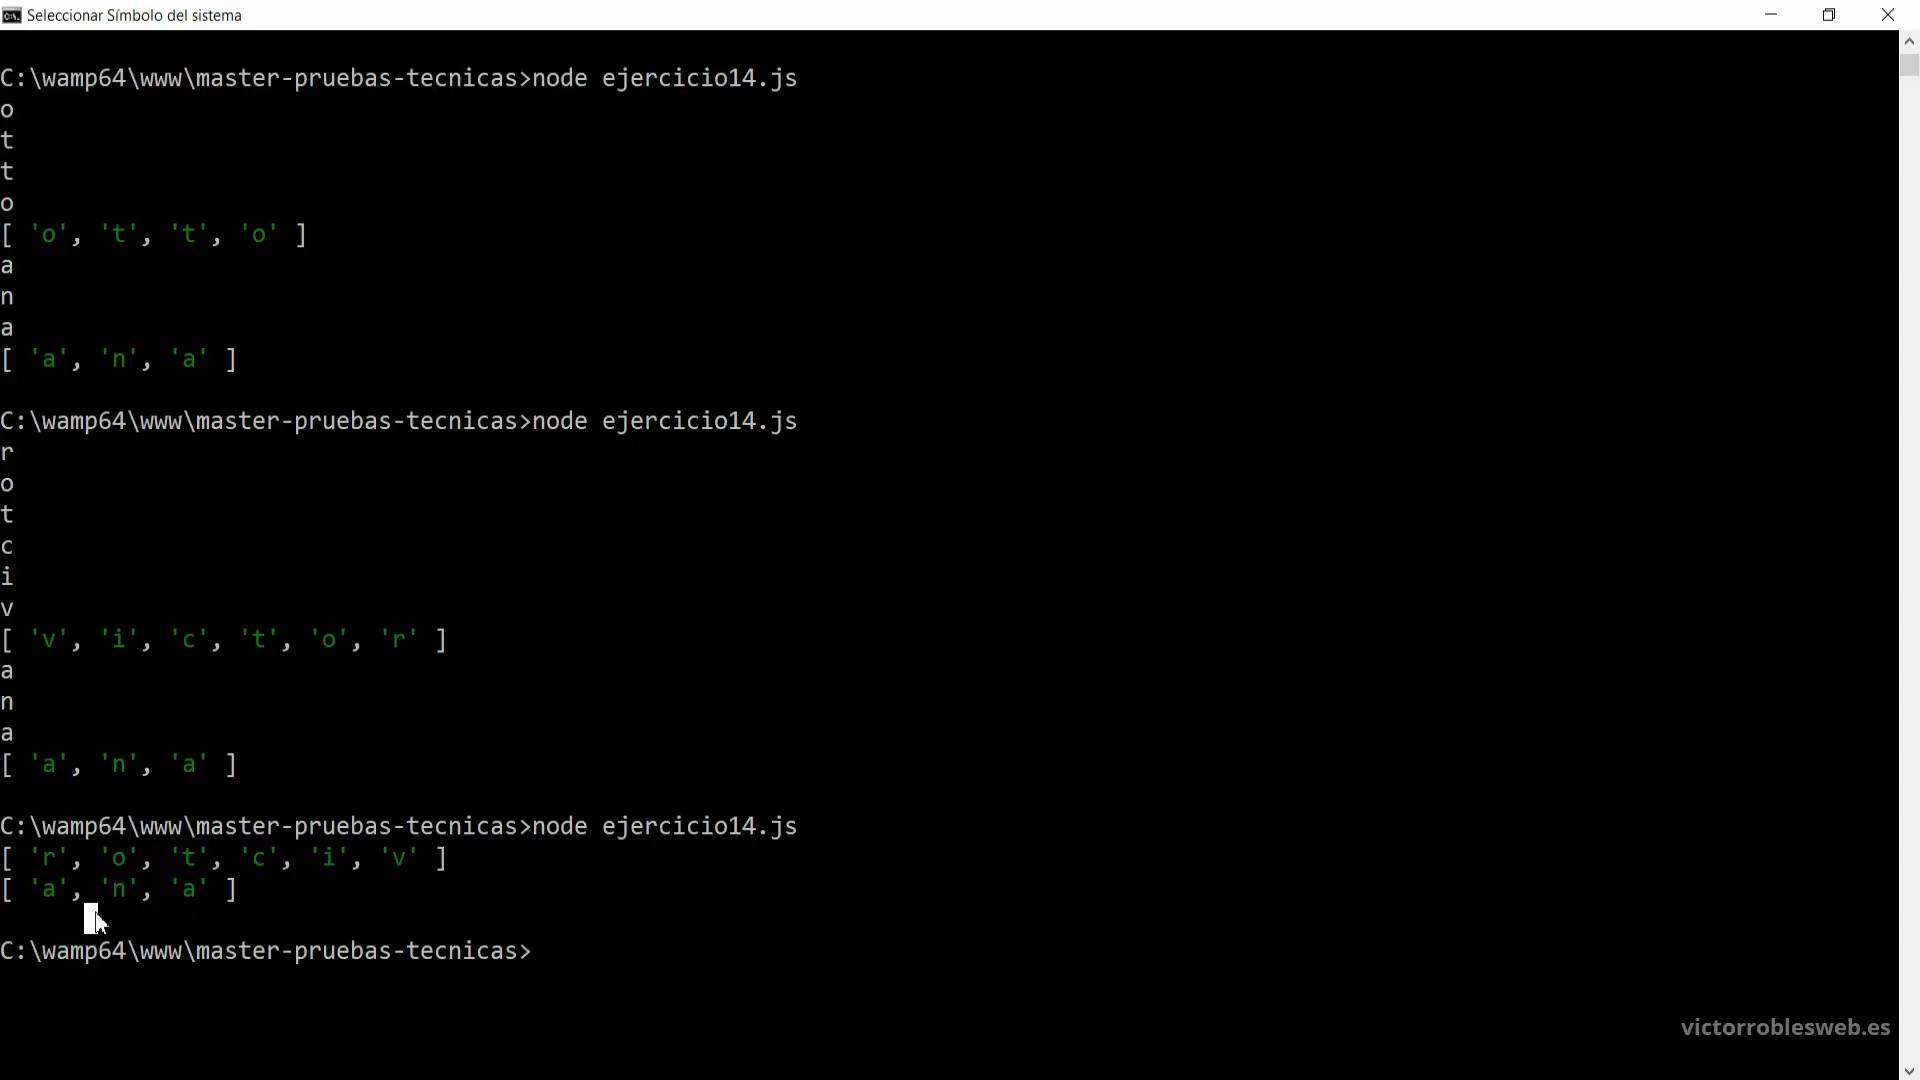 Seleccionar Símbolo del sistema
C:\wamp64\www\master-pruebas-tecnicas>node ejercicio14.js
o
t
t
o
[ 'o', 't', 't', 'o' ]
a
n
a
[ 'a', 'n', 'a' ]
C:\wamp64\www\master-pruebas-tecnicas>node ejercicio14.js
r
o
t
c
i
v
[ 'v', 'i', 'c', 't', 'o', 'r' ]
a
n
a
[ 'a', 'n', 'a' ]
C:\wamp64\www\master-pruebas-tecnicas>node ejercicio14.js
[ 'r', 'o', 't', 'c', 'i', 'v' ]
[ 'a', 'n', 'a' ]
C:\wamp64\www\master-pruebas-tecnicas>
victorroblesweb.es